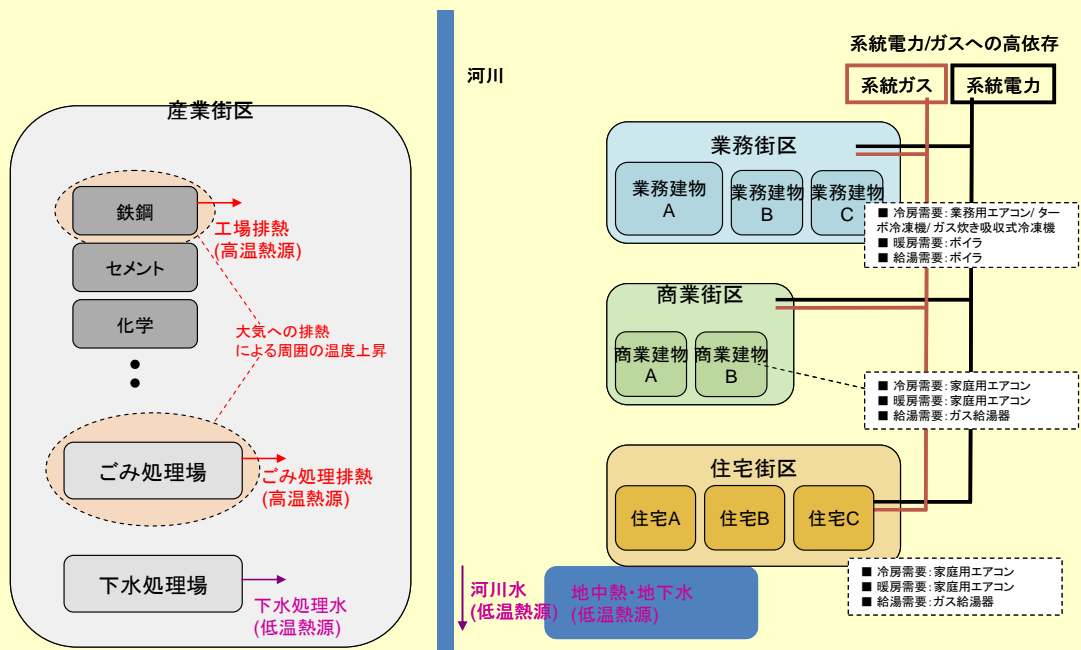 産業街区
鉄鋼
工場排熱
(高温熱源)
セメント
化学
大気への排熱
による周囲の温度上昇
ごみ処理場
ごみ処理排熱
(高温熱源)
下水処理場
下水処理水
(低温熱源)
河川
河川水
(低温熱源)
地中熱・地下水
(低温熱源)
系統電力/ガスへの高依存
系統ガス
系統電力
業務街区
業務建物
A
業務建物
B
業務建物
C
■ 冷房需要：業務用エアコン/ ター
ボ冷凍機/ ガス炊き吸収式冷凍機
■ 暖房需要：ボイラ
■ 給湯需要：ボイラ
商業街区
商業建物
A
商業建物
B
■ 冷房需要：家庭用エアコン
■ 暖房需要：家庭用エアコン
■ 給湯需要：ガス給湯器
住宅街区
住宅A
住宅B
住宅C
■ 冷房需要：家庭用エアコン
■ 暖房需要：家庭用エアコン
■ 給湯需要：ガス給湯器